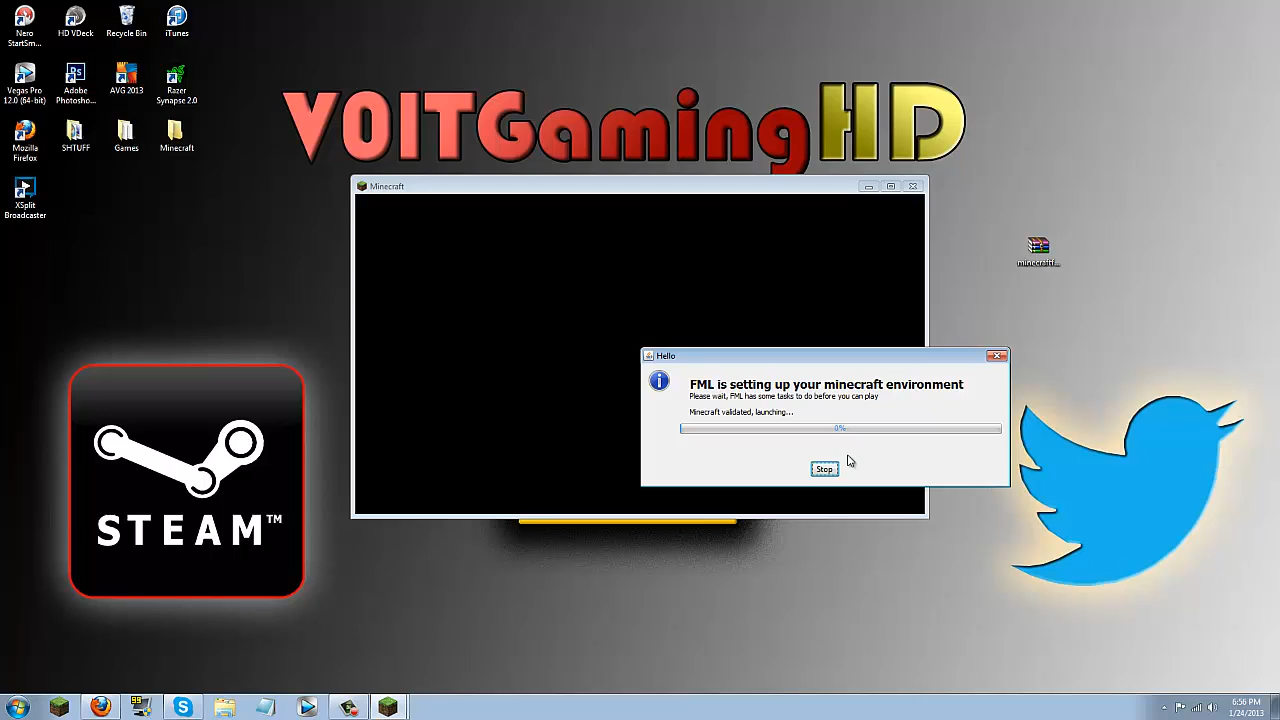 Nero
StartSm...
HD VDeck
Recycle Bin
iTunes
Vegas Pro
12.0 (64-bit)
Adobe
Photosho...
AVG 2013
Razer
Synapse 2.0
Mozilla
Firefox
SHTUFF
Games
Minecraft
XSplit
Broadcaster
VOITGamingHD
Minecraft
minecraftf...
Hello
FML is setting up your minecraft environment
Please wait, FML has some tasks to do before you can play
Minecraft validated, launching...
0%
Stop
STEAM™
99
6:56 PM
1/24/2013